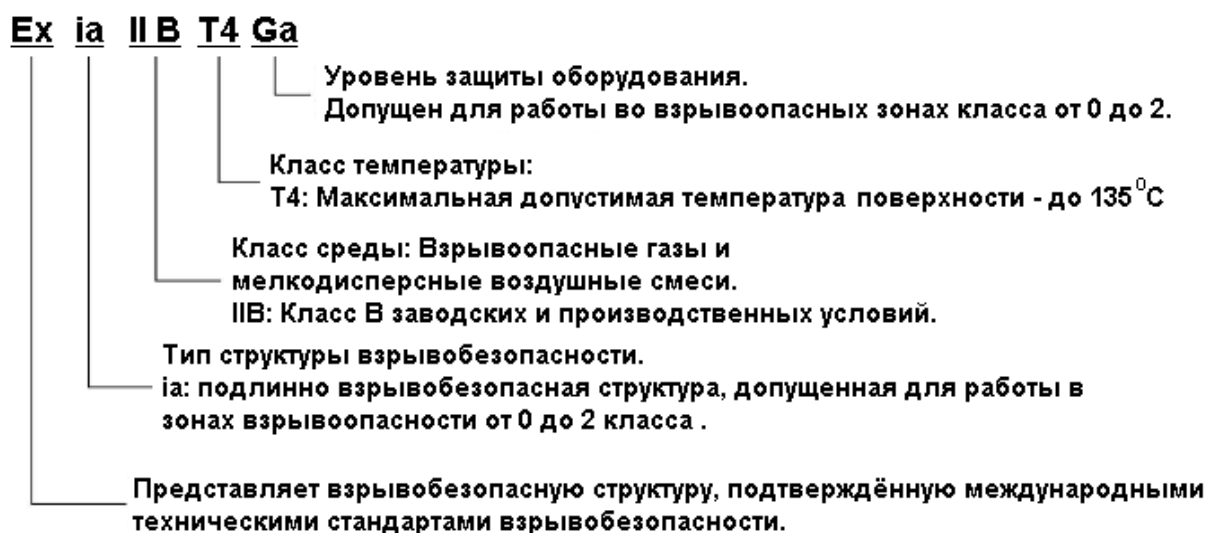 Ex ia II B T4 Ga
Уровень защиты оборудования.
Допущен для работы во взрывоопасных зонах класса от 0 до 2.
Класс температуры:
T4: Максимальная допустимая температура поверхности - до 135 ⁰C
Класс среды: Взрывоопасные газы и
мелкодисперсные воздушные смеси.
IIB: Класс В заводских и производственных условий.
Тип структуры взрывобезопасности.
ia: подлинно взрывобезопасная структура, допущенная для работы в
зонах взрывоопасности от 0 до 2 класса .
Представляет взрывобезопасную структуру, подтверждённую международными
техническими стандартами взрывобезопасности.